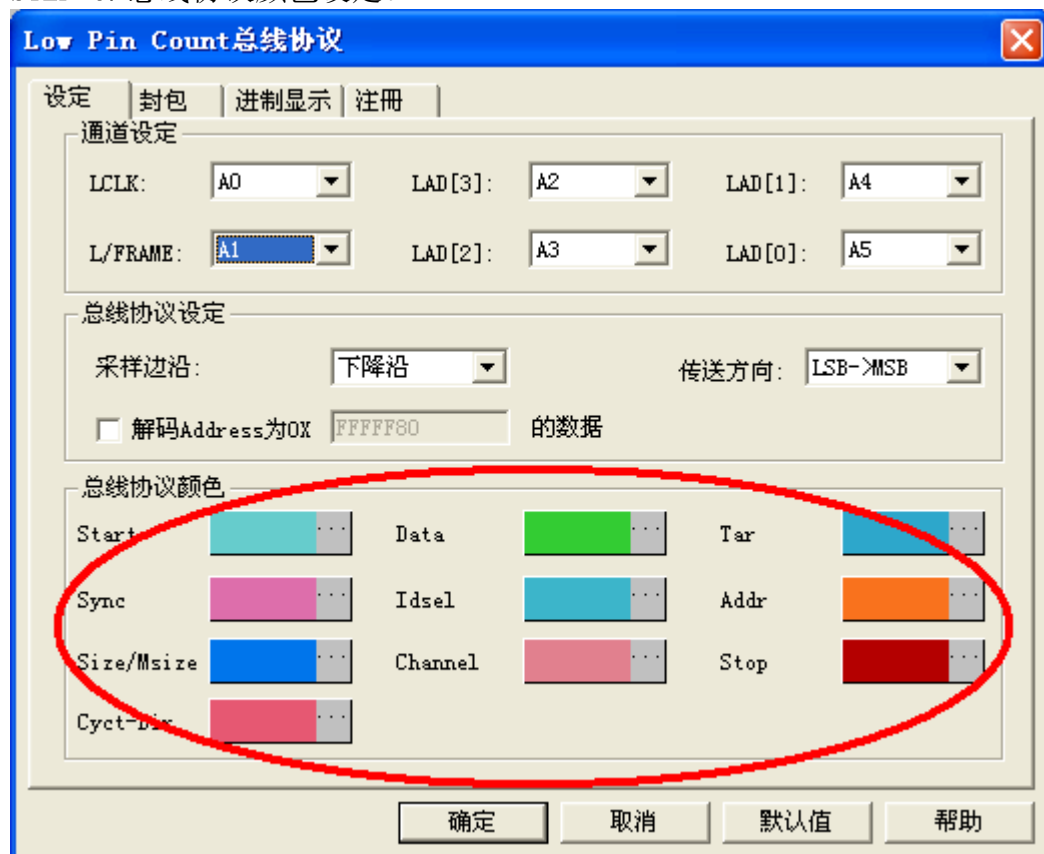 Low Pin Count总线协议
设定 封包 进制显示 注册
通道设定
LCLK: A0 LAD[3]: A2 LAD[1]: A4
L/FRAME: A1 LAD[2]: A3 LAD[0]: A5
总线协议设定
采样边沿: 下降沿 传送方向: LSB->MSB
解码Address为0X FFFFF80 的数据
总线协议颜色
Start ... Data ... Tar ...
Sync ... Idsel ... Addr ...
Size/Msize ... Channel ... Stop ...
Cyct-Dir ...
确定 取消 默认值 帮助